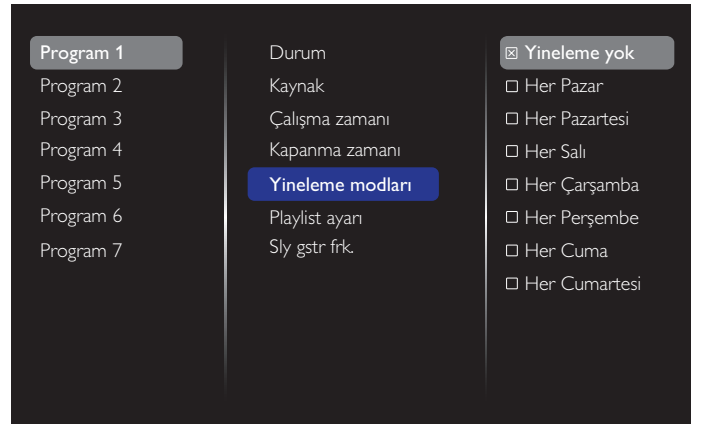 Program 1
Program 2
Program 3
Program 4
Program 5
Program 6
Program 7
Durum
Kaynak
Çalışma zamanı
Kapanma zamanı
Yineleme modları
Playlist ayarı
Sly gstr frk.
Yineleme yok
Her Pazar
Her Pazartesi
Her Salı
Her Çarşamba
Her Perşembe
Her Cuma
Her Cumartesi